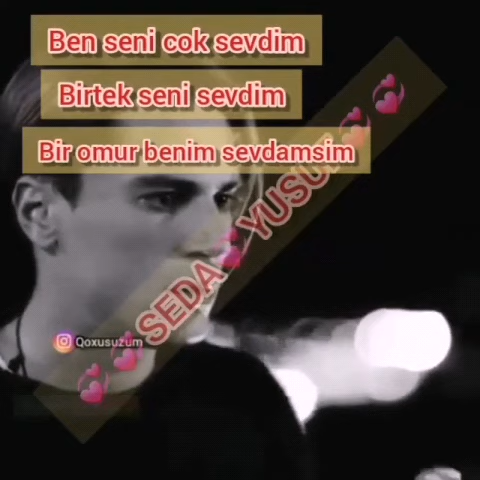 Ben seni cok sevdim
Birtek seni sevdim
Bir omur benim sevdamsim
SEDA YUSUF
Qoxusuzum